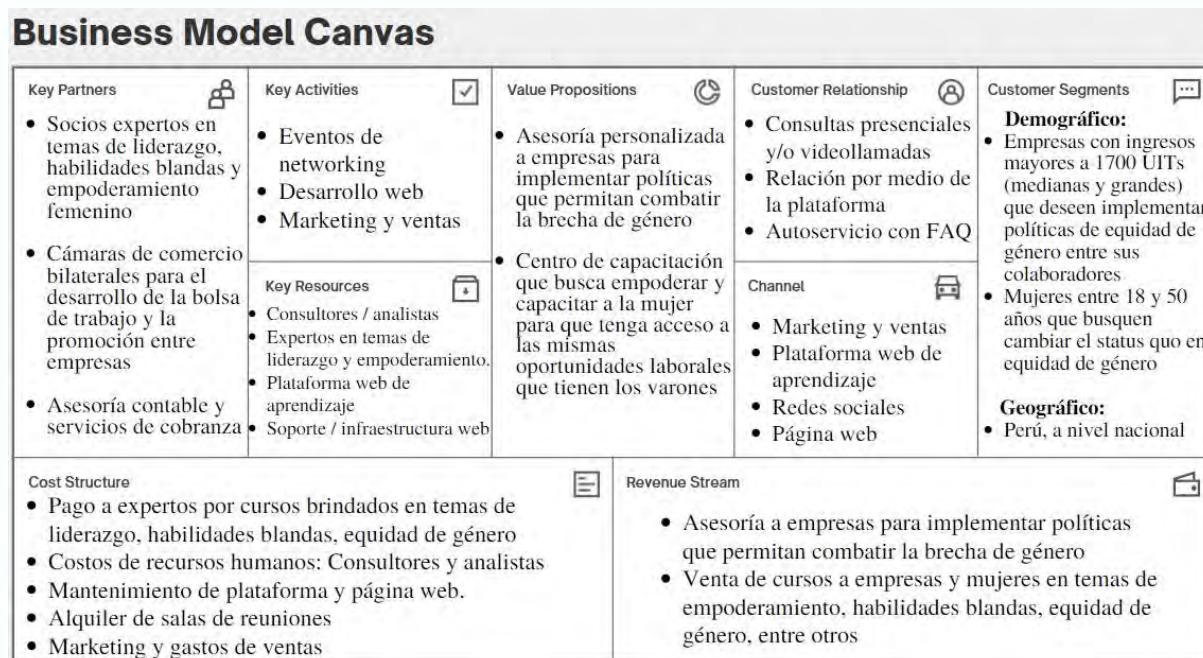 Business Model Canvas
Key Partners
• Socios expertos en
temas de liderazgo,
habilidades blandas y
empoderamiento
femenino
• Cámaras de comercio
bilaterales para el
desarrollo de la bolsa
de trabajo y la
promoción entre
empresas
• Asesoría contable y
servicios de cobranza
Key Activities
• Eventos de
networking
• Desarrollo web
• Marketing y ventas
Key Resources
• Consultores / analistas
• Expertos en temas de
liderazgo y empoderamiento.
• Plataforma web de
aprendizaje
• Soporte / infraestructura web
Value Propositions
• Asesoría personalizada
a empresas para
implementar políticas
que permitan combatir
la brecha de género
• Centro de capacitación
que busca empoderar y
capacitar a la mujer
para que tenga acceso a
las mismas
oportunidades laborales
que tienen los varones
Customer Relationship
• Consultas presenciales
y/o videollamadas
• Relación por medio de
la plataforma
• Autoservicio con FAQ
Channel
• Marketing y ventas
• Plataforma web de
aprendizaje
• Redes sociales
• Página web
Customer Segments
Demográfico:
• Empresas con ingresos
mayores a 1700 UITs
(medianas y grandes)
que deseen implementar
políticas de equidad de
género entre sus
colaboradores
• Mujeres entre 18 y 50
años que busquen
cambiar el status quo en
equidad de género
Geográfico:
• Perú, a nivel nacional
Cost Structure
• Pago a expertos por cursos brindados en temas de
liderazgo, habilidades blandas, equidad de género
• Costos de recursos humanos: Consultores y analistas
• Mantenimiento de plataforma y página web.
• Alquiler de salas de reuniones
• Marketing y gastos de ventas
Revenue Stream
• Asesoría a empresas para implementar políticas
que permitan combatir la brecha de género
• Venta de cursos a empresas y mujeres en temas de
empoderamiento, habilidades blandas, equidad de
género, entre otros